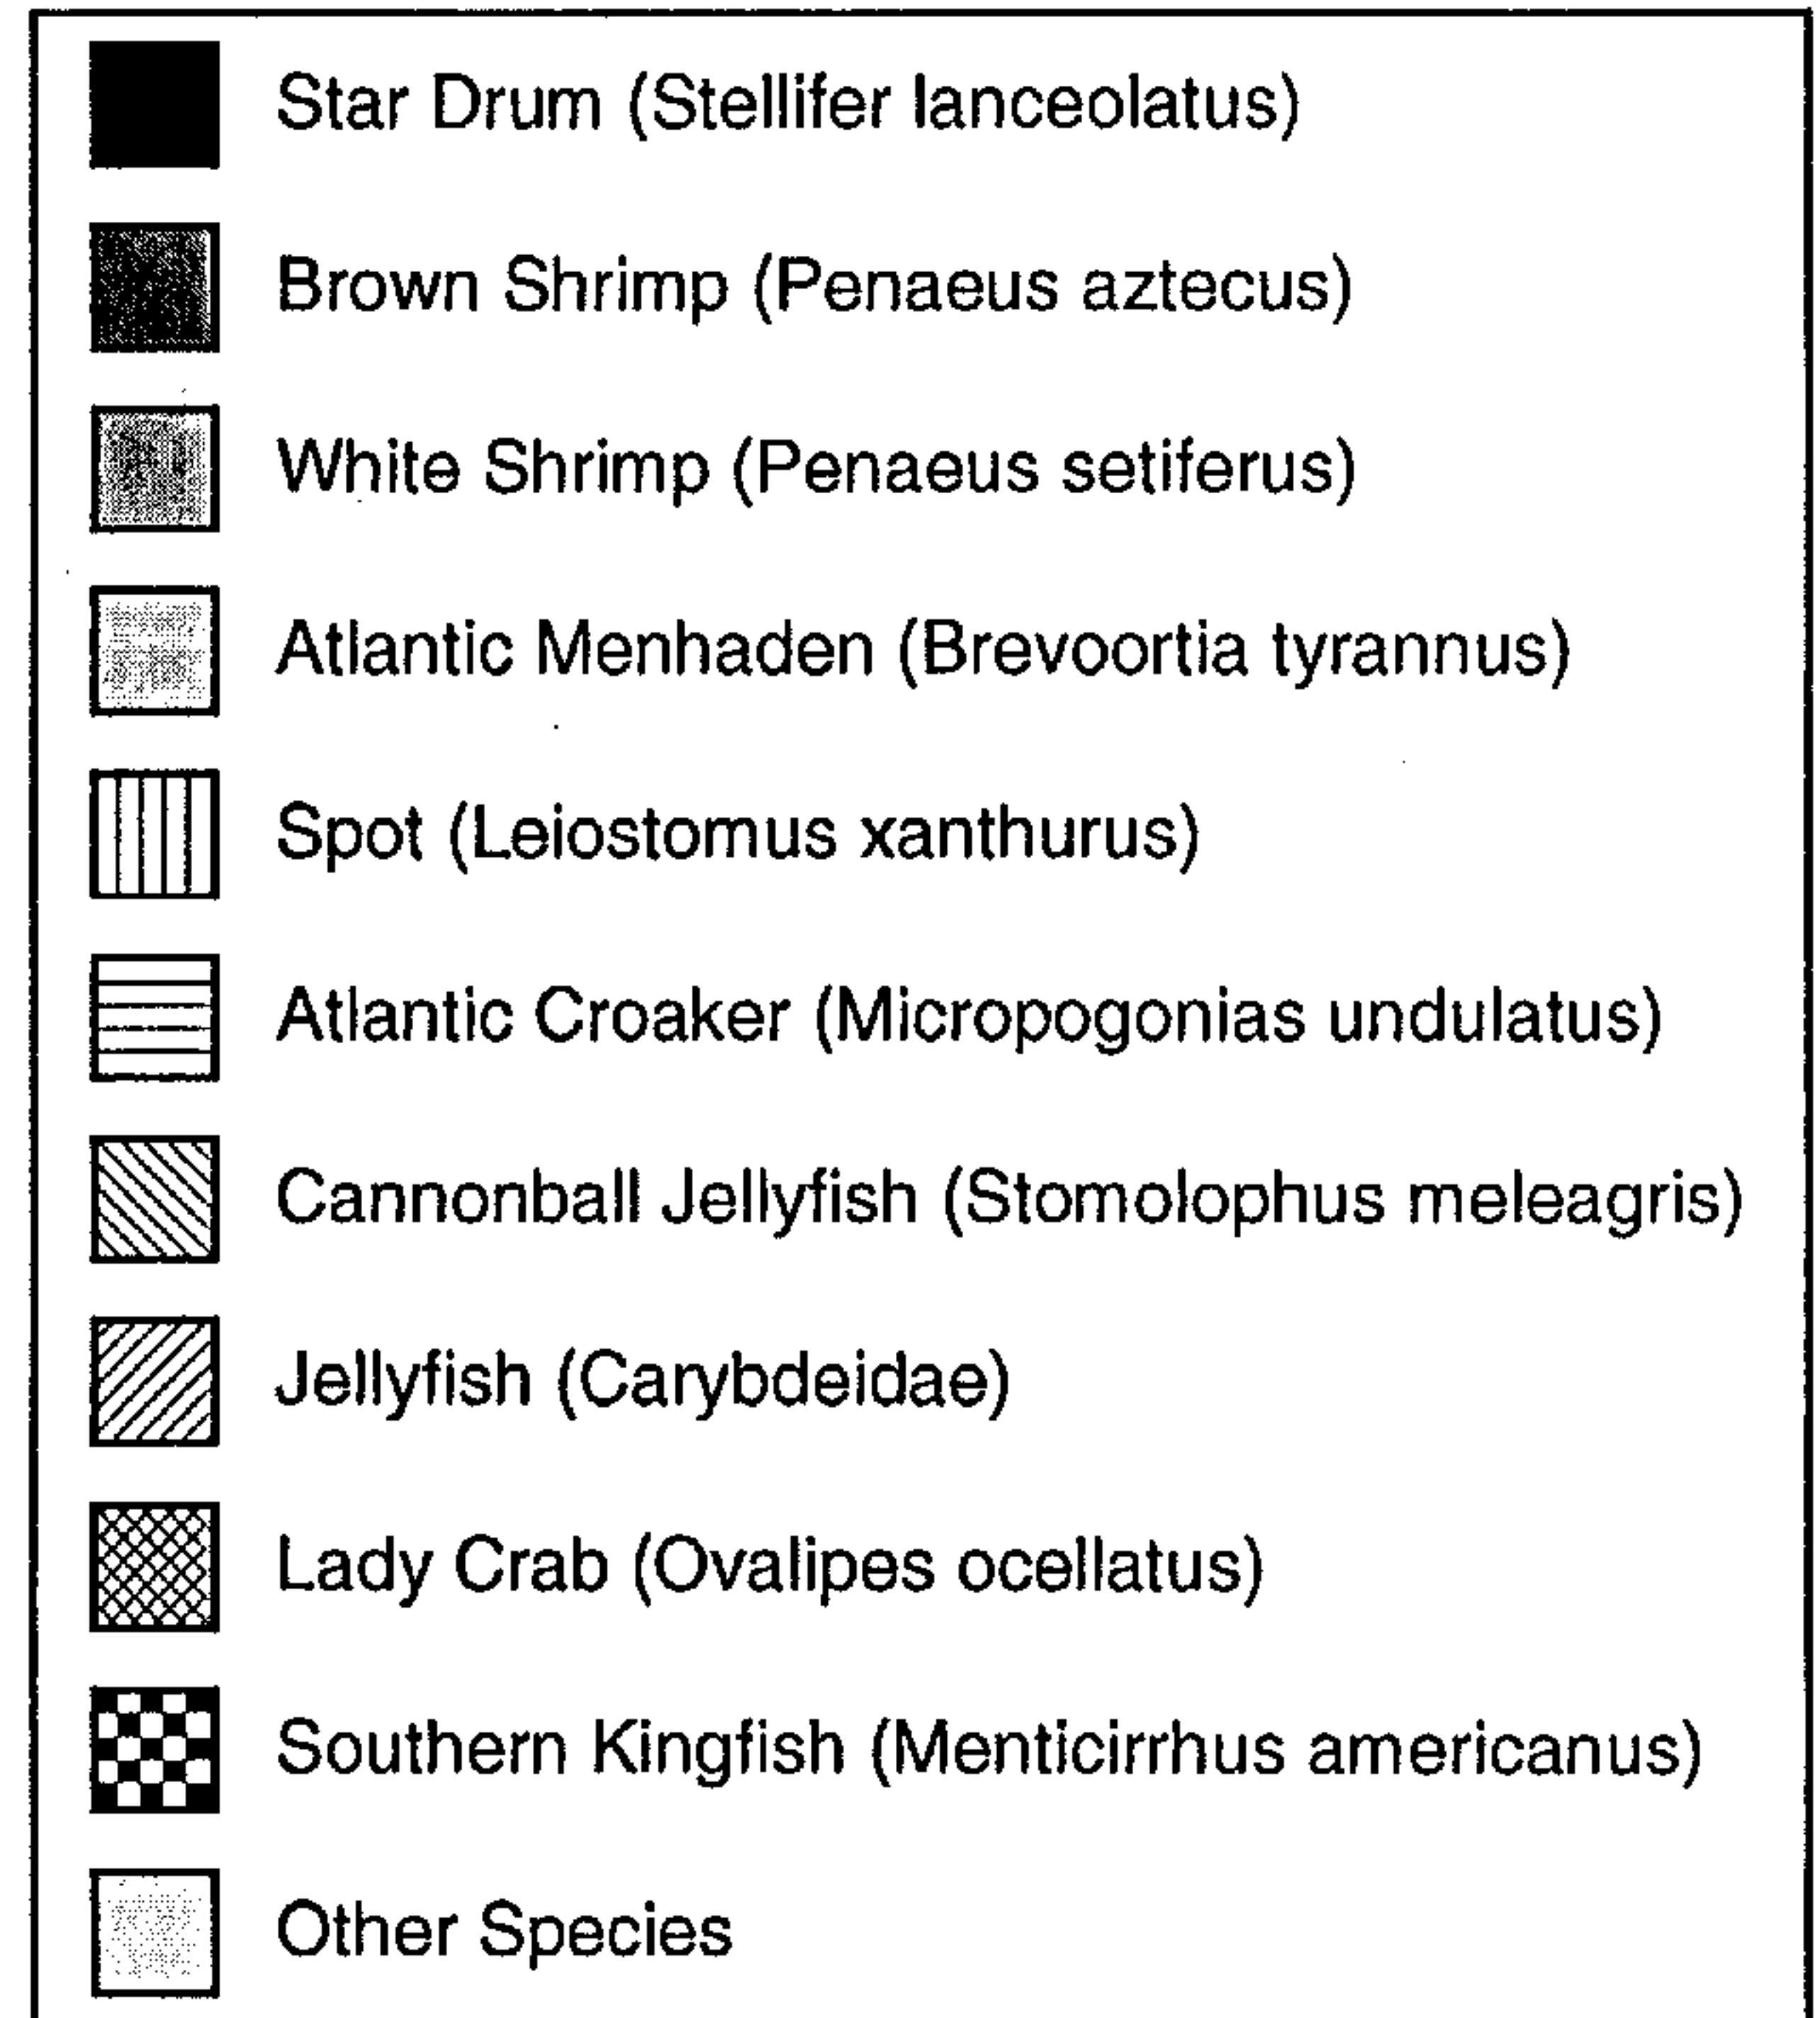 Star Drum (Stellifer lanceolatus)
Brown Shrimp (Penaeus aztecus)
White Shrimp (Penaeus setiferus)
Atlantic Menhaden (Brevoortia tyrannus)
Spot (Leiostomus xanthurus)
Atlantic Croaker (Micropogonias undulatus)
Cannonball Jellyfish (Stomolophus meleagris)
Jellyfish (Carybdeidae)
Lady Crab (Ovalipes ocellatus)
Southern Kingfish (Menticirrhus americanus)
Other Species